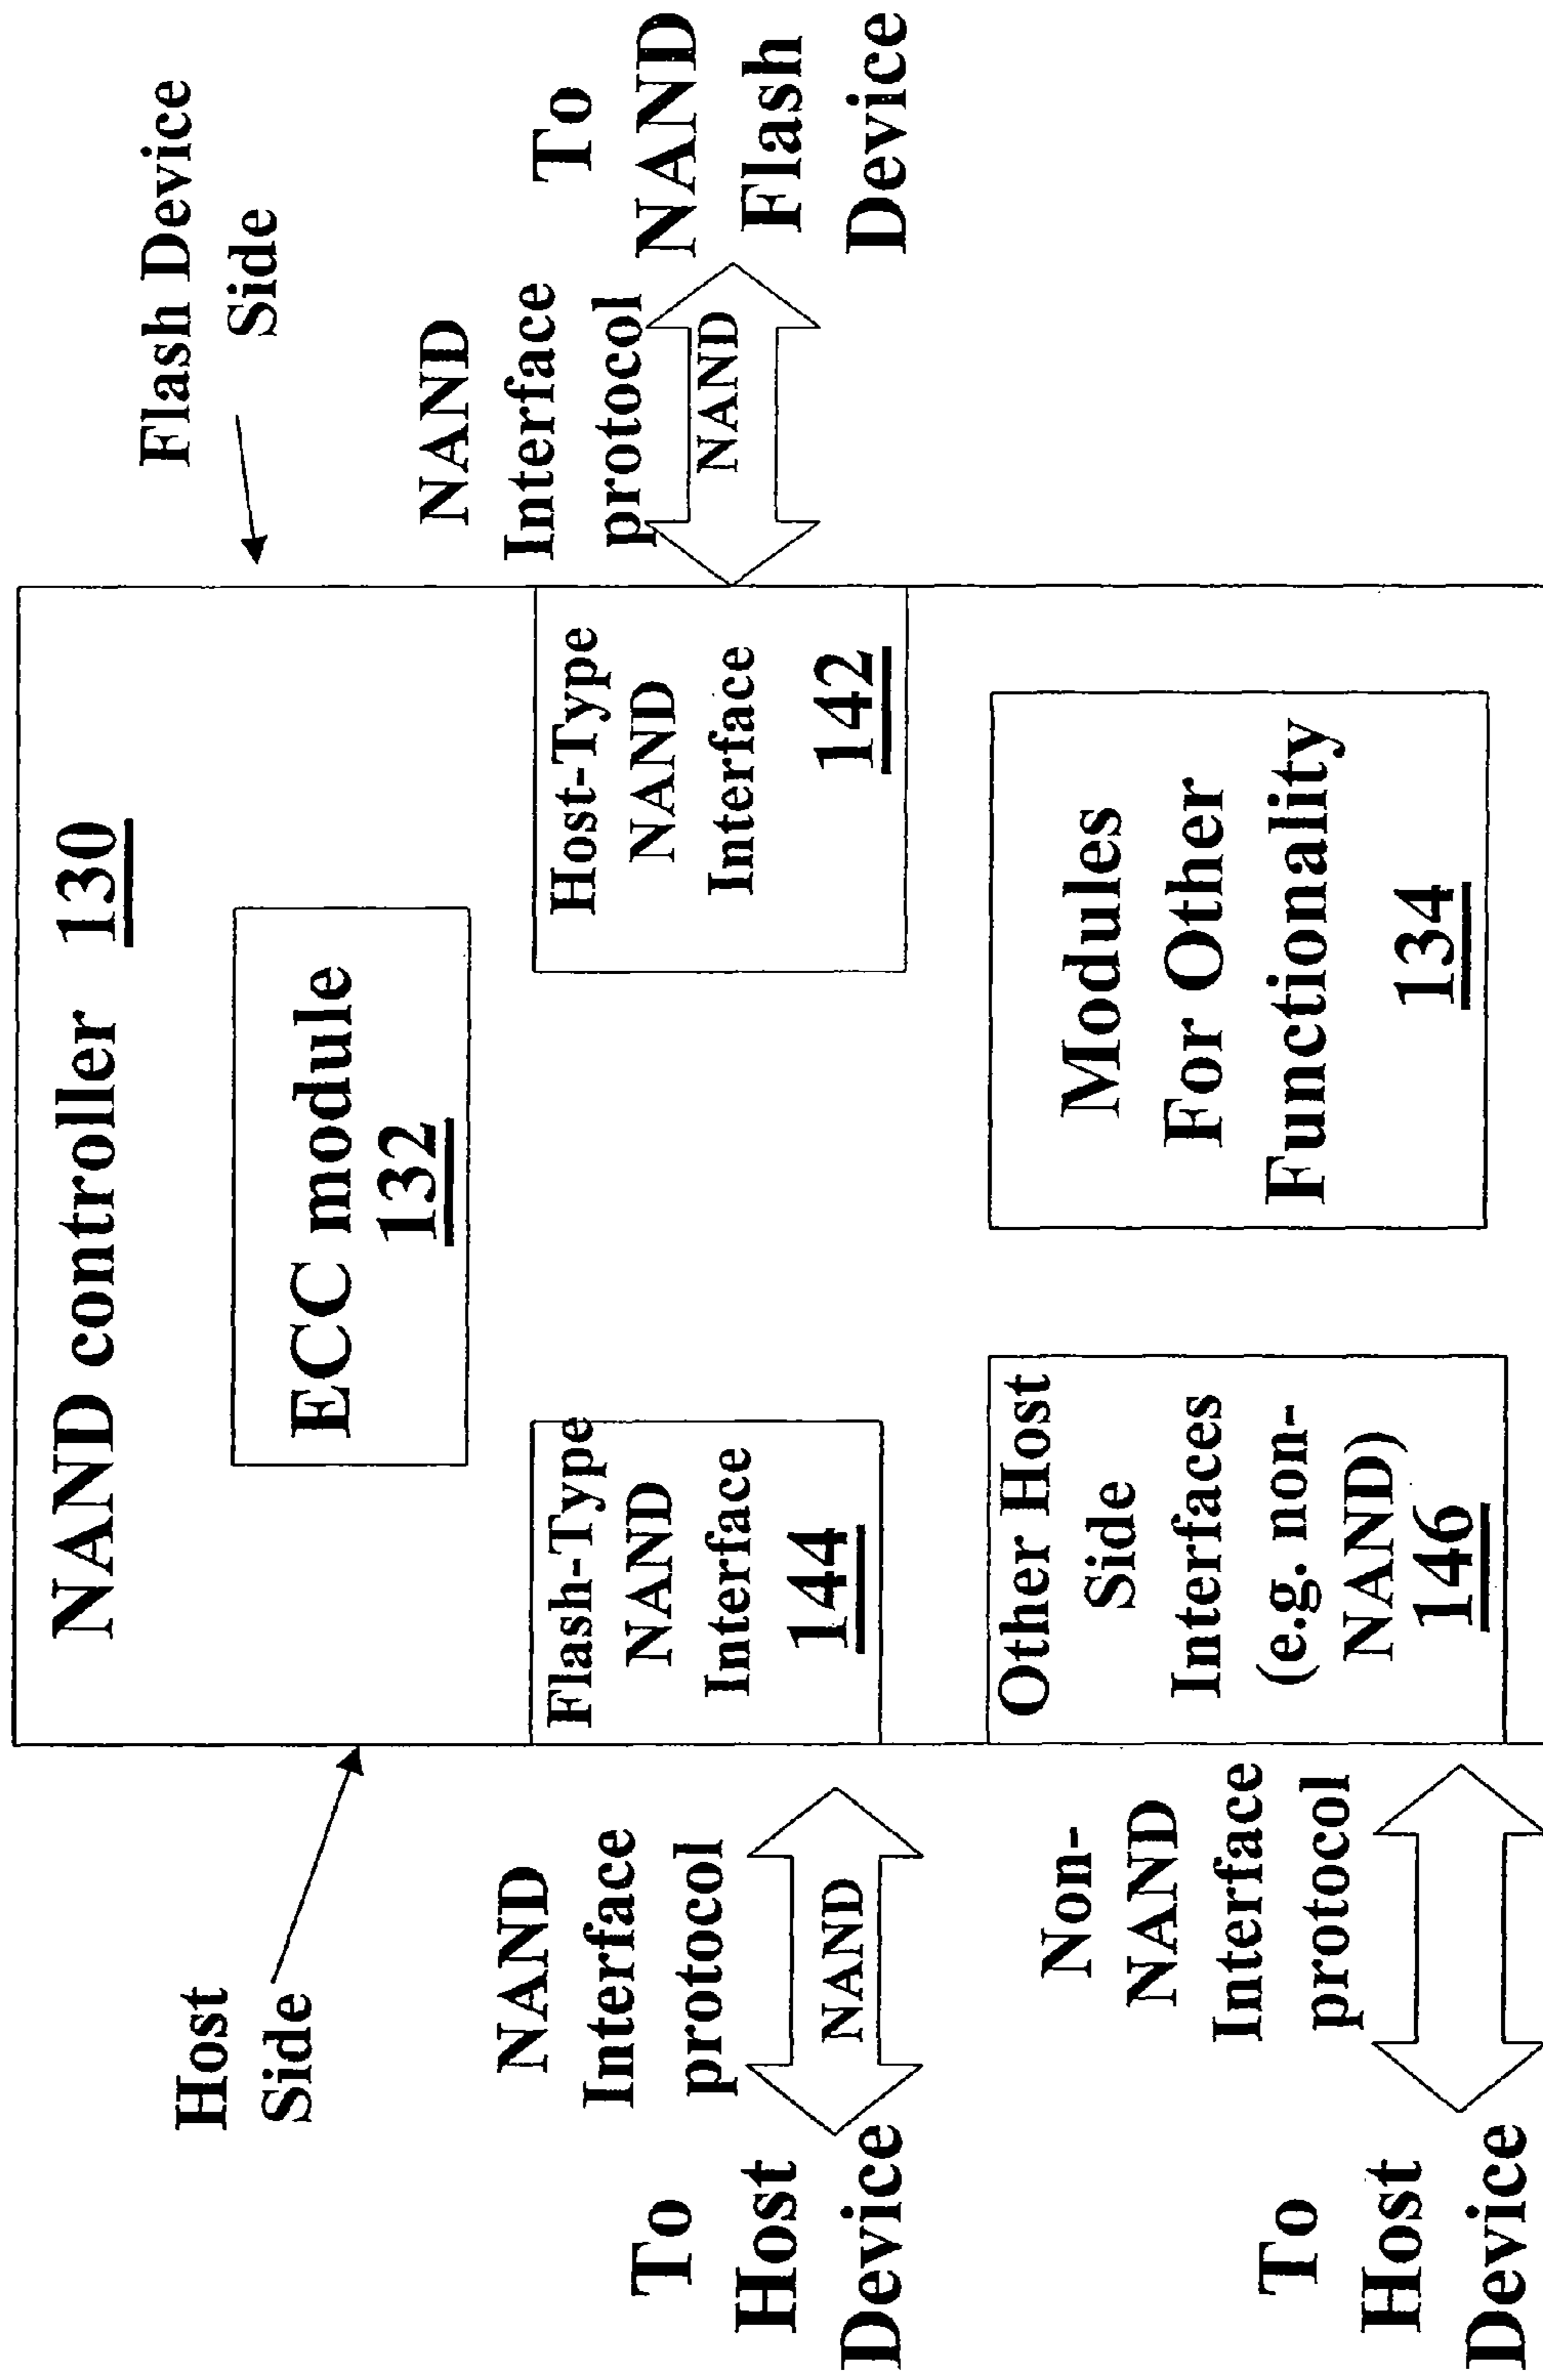 NAND controller 130
Host
Side
Flash Device
Side
ECC module
132
Flash-Type
NAND
Interface
144
Host-Type
NAND
Interface
142
NAND
Interface
protocol
NAND
To
Host
Device
NAND
Interface
protocol
NAND
To
NAND
Flash
Device
Other Host
Side
Interfaces
(e.g. non-
NAND)
146
Modules
For Other
Functionality
134
Non-
NAND
Interface
protocol
To
Host
Device